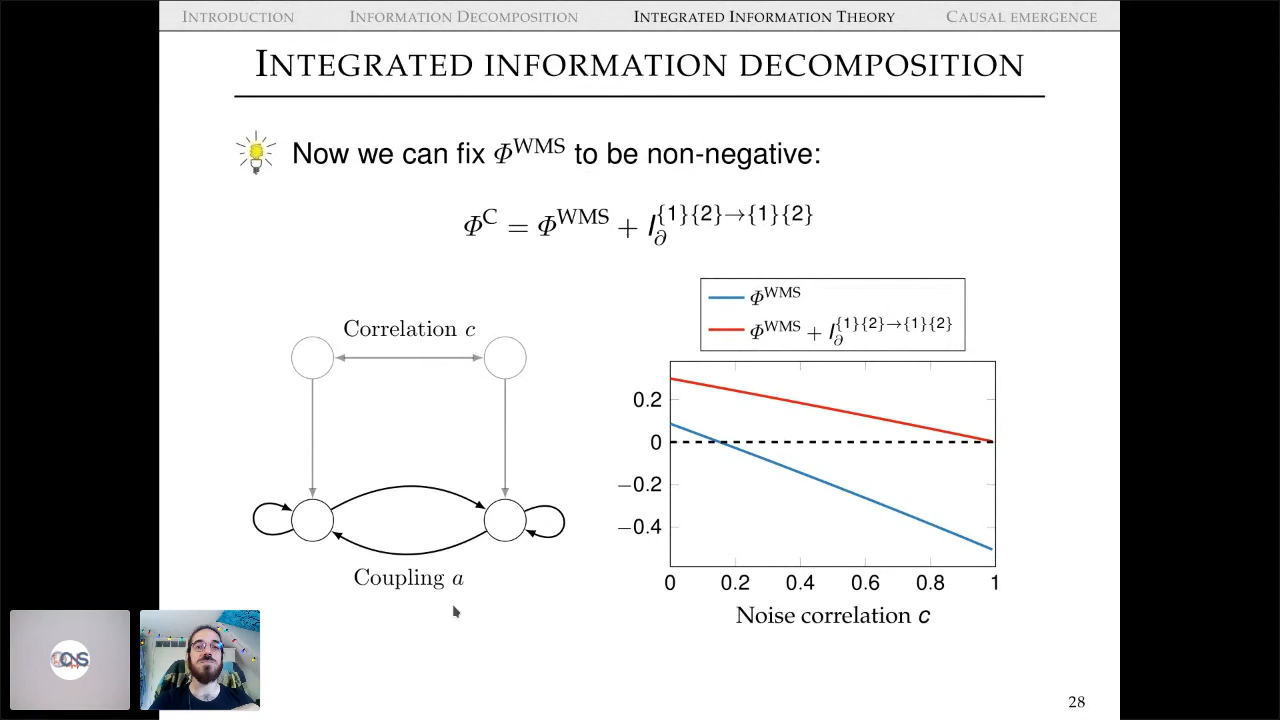 INTRODUCTION INFORMATION DECOMPOSITION INTEGRATED INFORMATION THEORY CAUSAL EMERGENCE
INTEGRATED INFORMATION DECOMPOSITION
Now we can fix Φ^WMS to be non-negative:
Φ^C = Φ^WMS + I_∂^{1}{2}→{1}{2}
Φ^WMS
Φ^WMS + I_∂^{1}{2}→{1}{2}
Correlation c
Coupling a
0.2
0
−0.2
−0.4
0 0.2 0.4 0.6 0.8 1
Noise correlation c
28